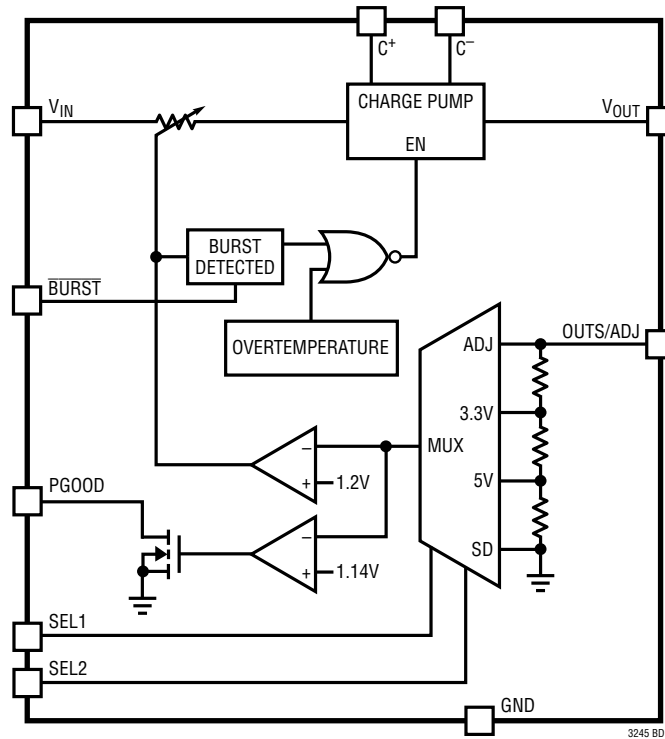 C+ C–
VIN
CHARGE PUMP
VOUT
EN
BURST
DETECTED
BURST
OVERTEMPERATURE
ADJ
OUTS/ADJ
3.3V
–
MUX
+
1.2V
5V
PGOOD
–
SD
+
1.14V
SEL1
SEL2
GND
3245 BD